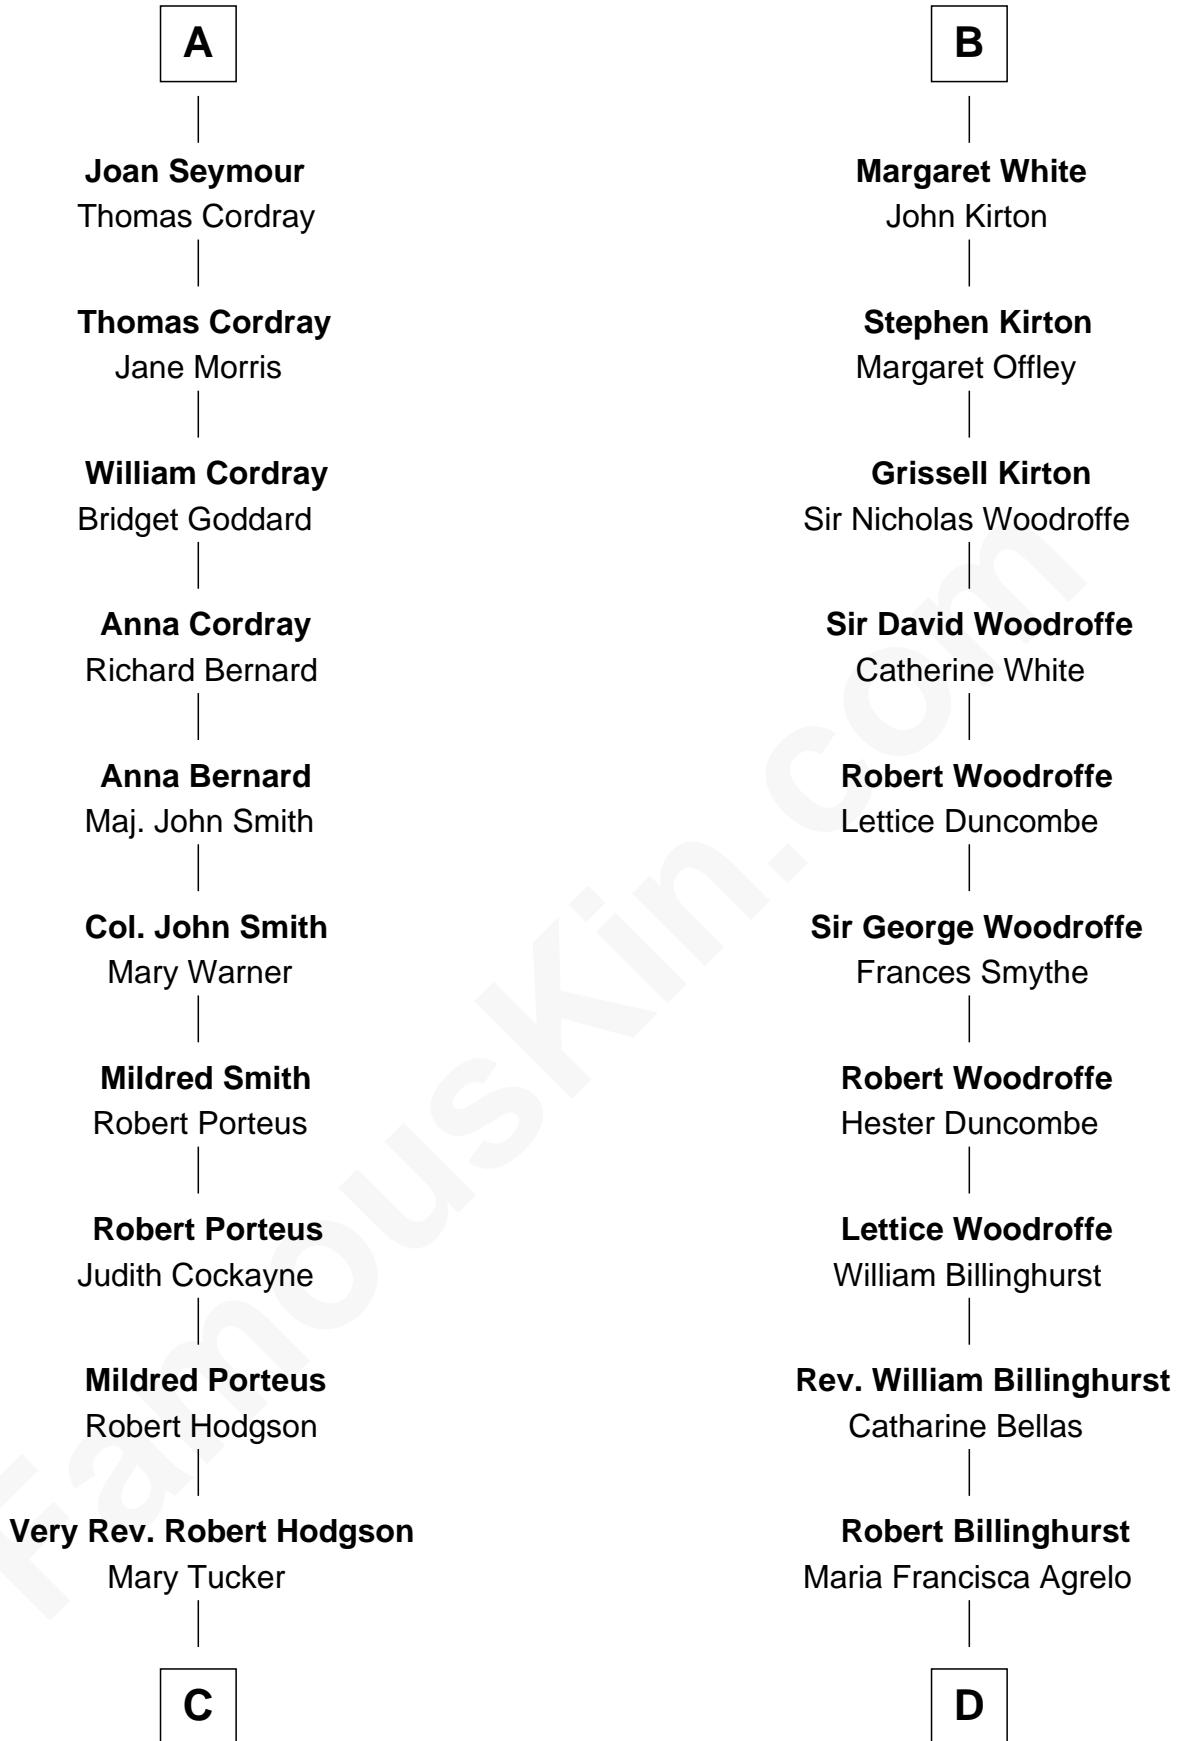 A
Joan Seymour
Thomas Cordray
Thomas Cordray
Jane Morris
William Cordray
Bridget Goddard
Anna Cordray
Richard Bernard
Anna Bernard
Maj. John Smith
Col. John Smith
Mary Warner
Mildred Smith
Robert Porteus
Robert Porteus
Judith Cockayne
Mildred Porteus
Robert Hodgson
Very Rev. Robert Hodgson
Mary Tucker
C
B
Margaret White
John Kirton
Stephen Kirton
Margaret Offley
Grissell Kirton
Sir Nicholas Woodroffe
Sir David Woodroffe
Catherine White
Robert Woodroffe
Lettice Duncombe
Sir George Woodroffe
Frances Smythe
Robert Woodroffe
Hester Duncombe
Lettice Woodroffe
William Billinghurst
Rev. William Billinghurst
Catharine Bellas
Robert Billinghurst
Maria Francisca Agrelo
D
FamousKin.com